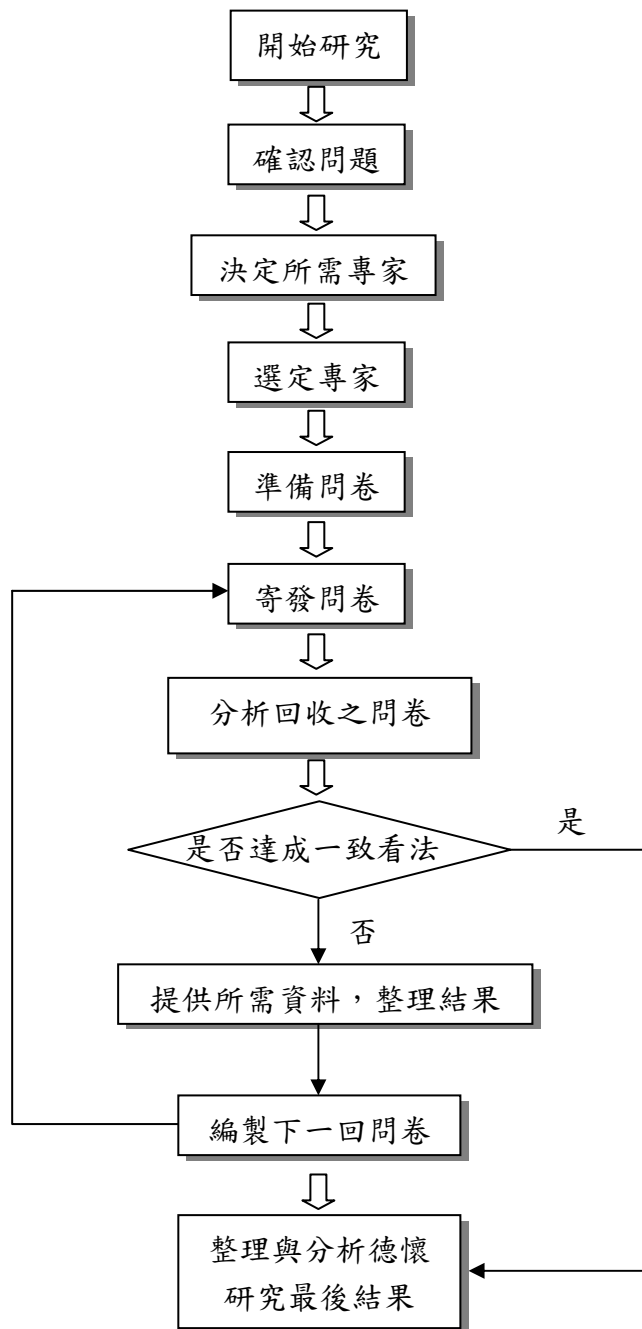 開始研究
確認問題
決定所需專家
選定專家
準備問卷
寄發問卷
分析回收之問卷
是否達成一致看法
是
否
提供所需資料，整理結果
編製下一回問卷
整理與分析德懷
研究最後結果